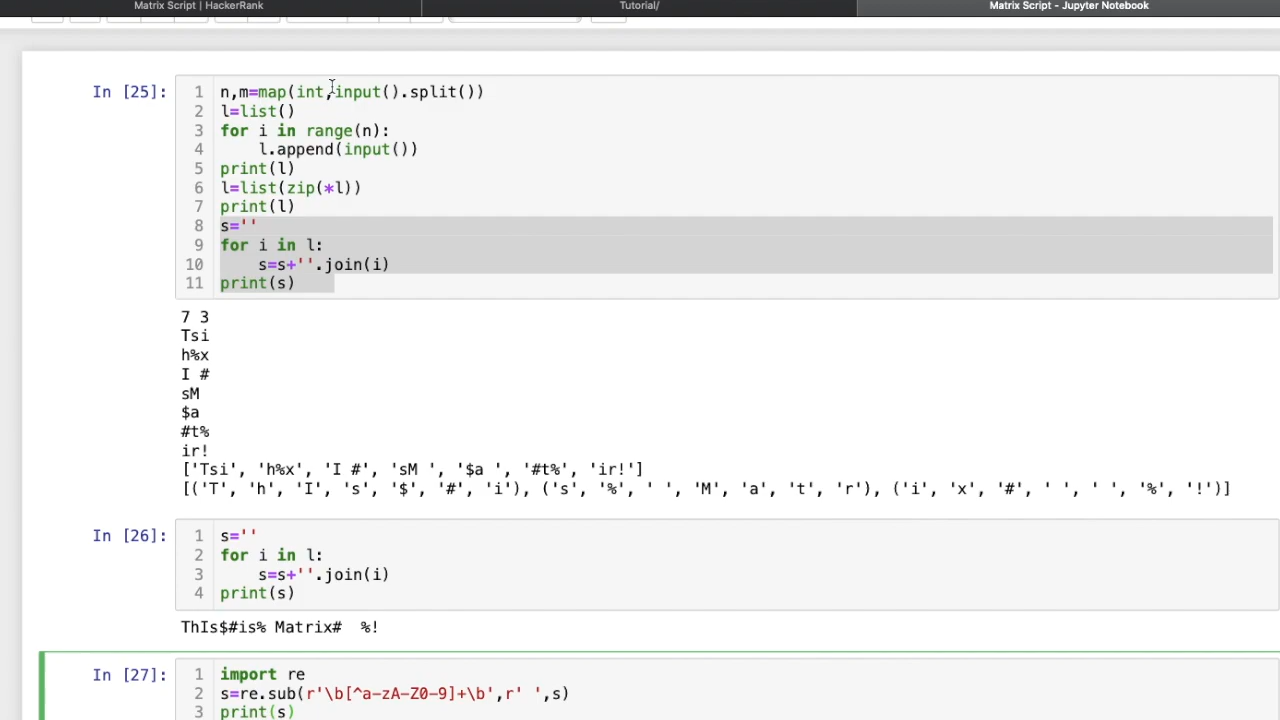 Matrix Script | HackerRank
Tutorial/
Matrix Script - Jupyter Notebook
In [25]:
1 n,m=map(int,input().split())
2 l=list()
3 for i in range(n):
4     l.append(input())
5 print(l)
6 l=list(zip(*l))
7 print(l)
8 s=''
9 for i in l:
10     s=s+''.join(i)
11 print(s)
7 3
Tsi
h%x
I #
sM
$a
#t%
ir!
['Tsi', 'h%x', 'I #', 'sM ', '$a ', '#t%', 'ir!']
[('T', 'h', 'I', 's', '$', '#', 'i'), ('s', '%', ' ', 'M', 'a', 't', 'r'), ('i', 'x', '#', ' ', ' ', '%', '!')]
In [26]:
1 s=''
2 for i in l:
3     s=s+''.join(i)
4 print(s)
ThIs$#is% Matrix#  %!
In [27]:
1 import re
2 s=re.sub(r'\b[^a-zA-Z0-9]+\b',r' ',s)
3 print(s)